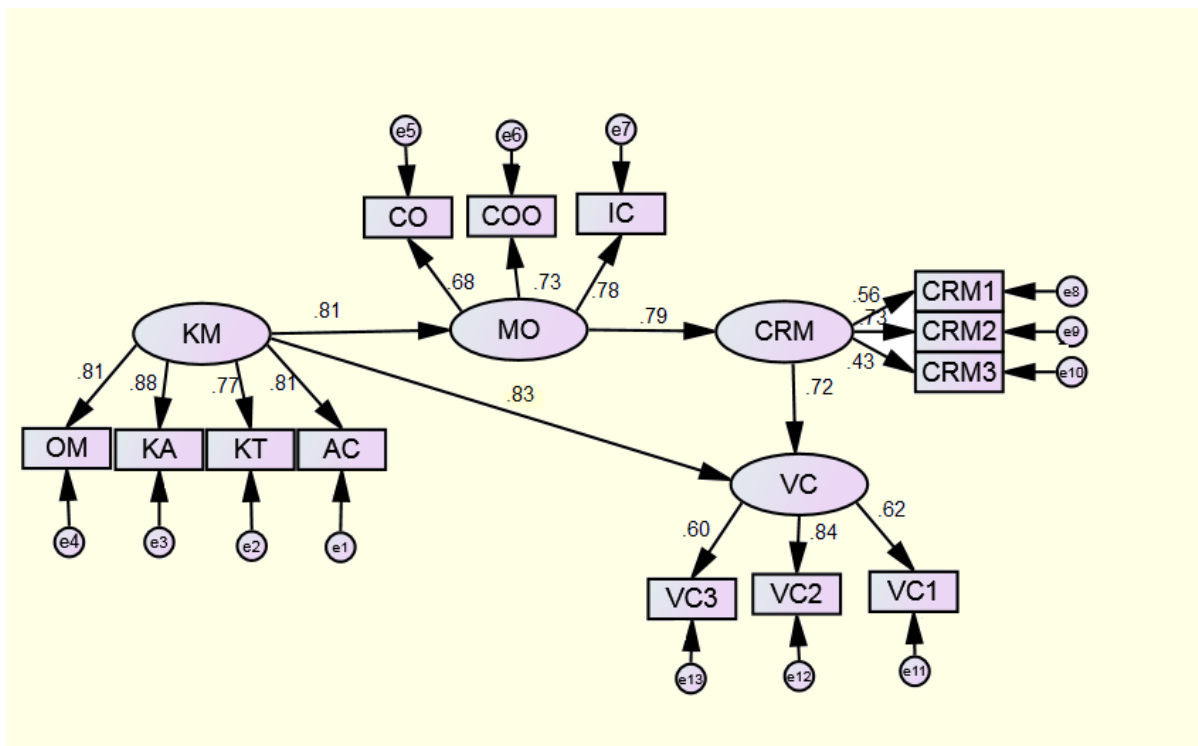 e5
e6
e7
CO
COO
IC
.68
.73
.78
KM
.81
MO
.79
CRM
.56
.73
.43
CRM1
CRM2
CRM3
e8
e9
e10
.81
.88
.77
.81
.83
.72
OM
KA
KT
AC
VC
e4
e3
e2
e1
.60
.84
.62
VC3
VC2
VC1
e13
e12
e11